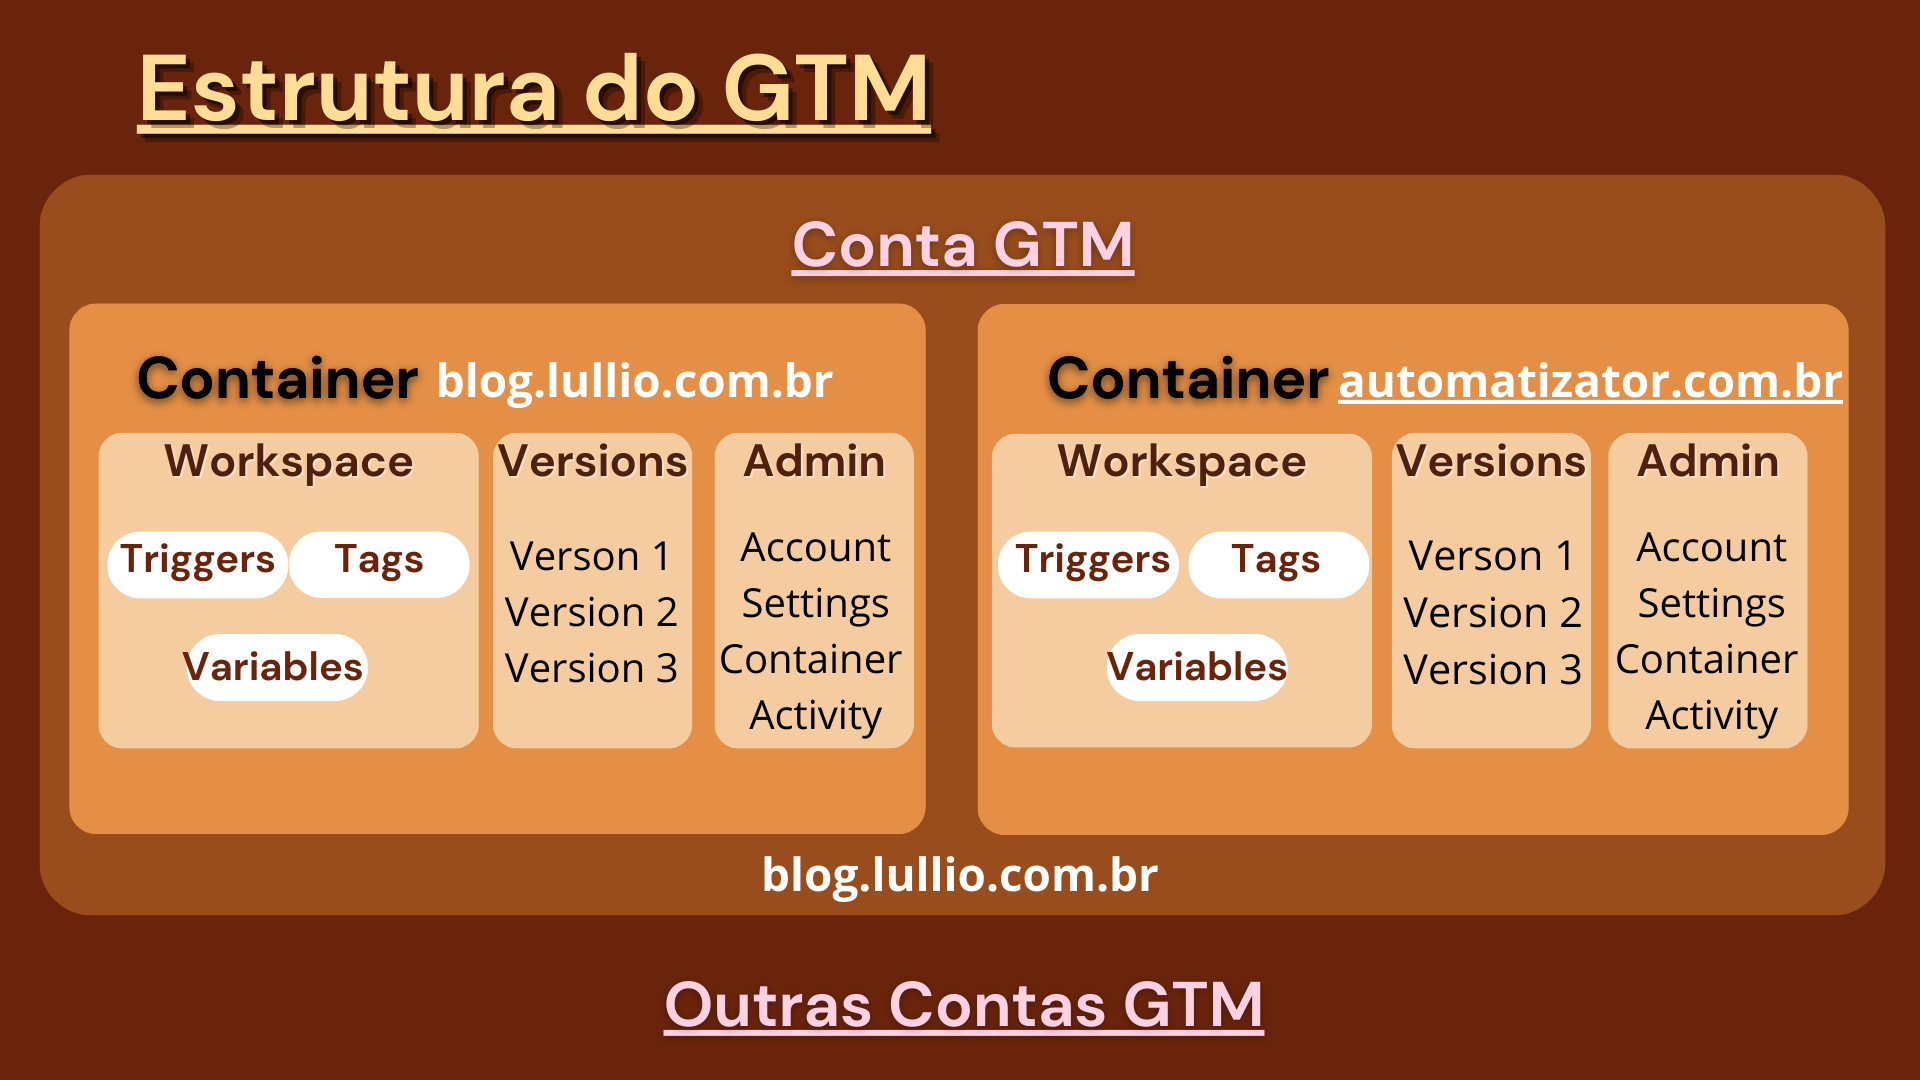 Estrutura do GTM
Conta GTM
Container blog.lullio.com.br
Workspace
Triggers Tags
Variables
Versions
Verson 1
Version 2
Version 3
Admin
Account
Settings
Container
Activity
Container automatizator.com.br
Workspace
Triggers Tags
Variables
Versions
Verson 1
Version 2
Version 3
Admin
Account
Settings
Container
Activity
blog.lullio.com.br
Outras Contas GTM